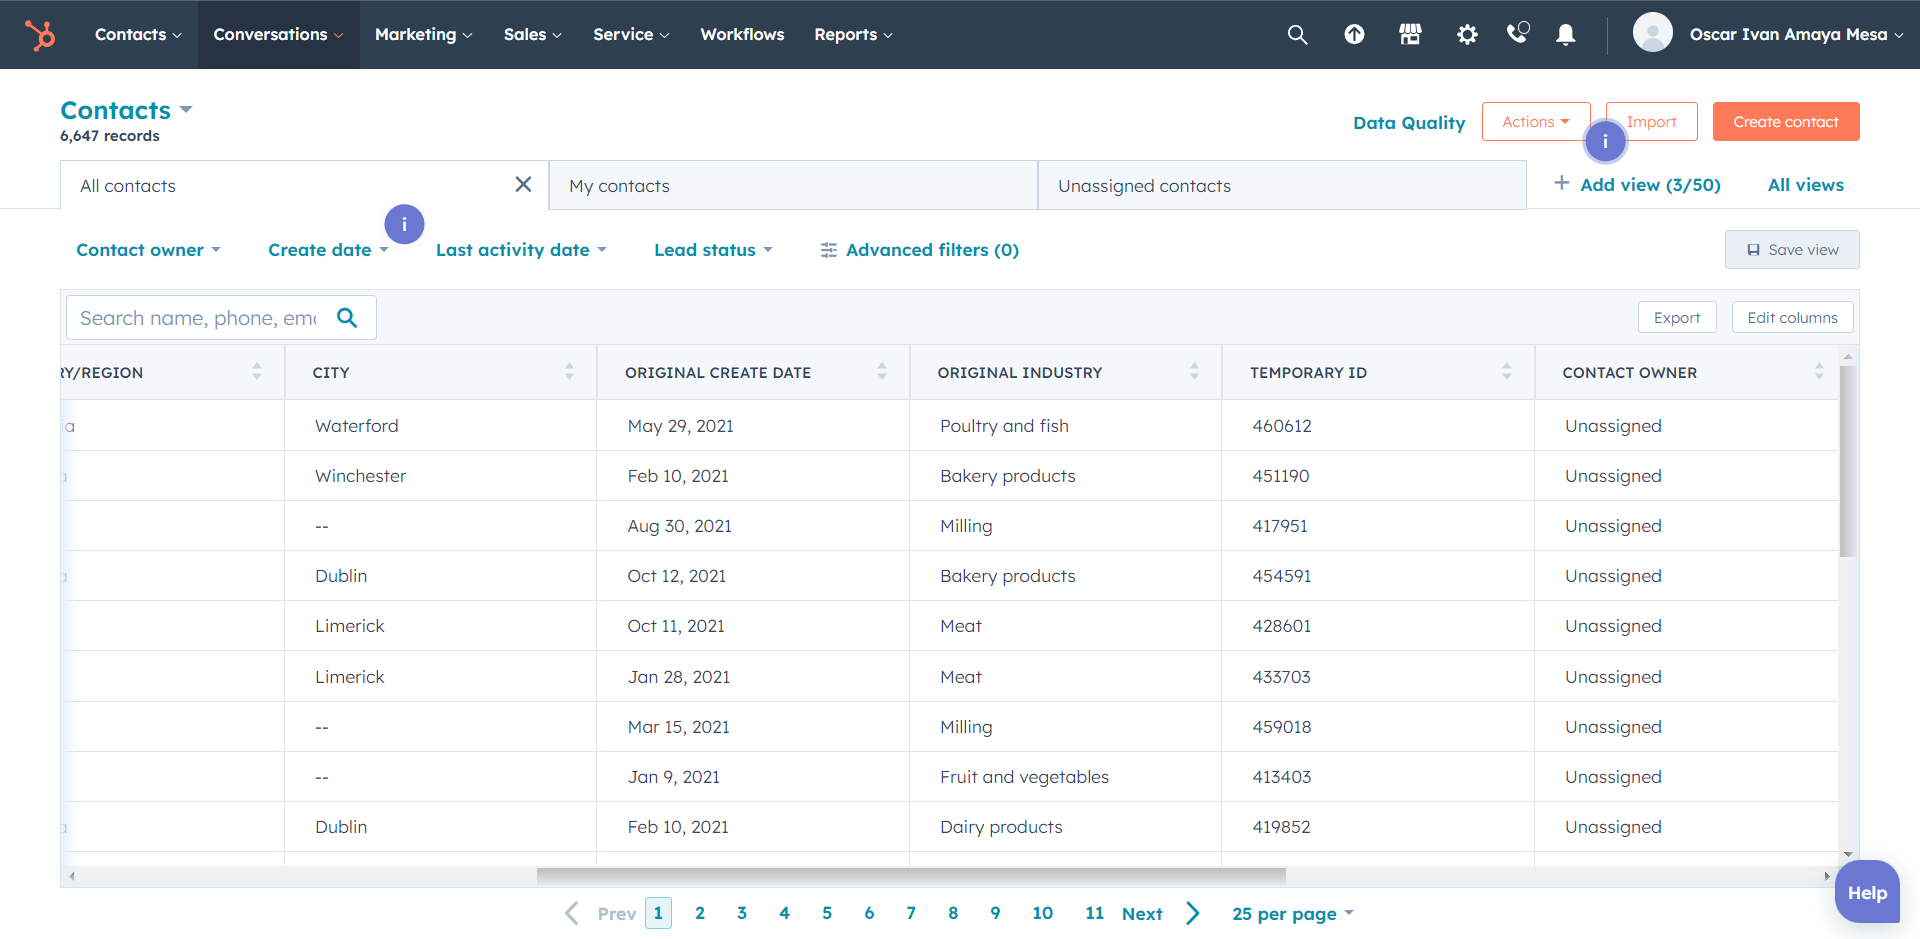 Contacts Conversations Marketing Sales Service Workflows Reports Oscar Ivan Amaya Mesa
Contacts
6,647 records
Data Quality Actions Import Create contact
i
All contacts My contacts Unassigned contacts + Add view (3/50) All views
i
Contact owner Create date Last activity date Lead status Advanced filters (0) Save view
Search name, phone, Export Edit columns
RY/REGION CITY ORIGINAL CREATE DATE ORIGINAL INDUSTRY TEMPORARY ID CONTACT OWNER
a Waterford May 29, 2021 Poultry and fish 460612 Unassigned
Winchester Feb 10, 2021 Bakery products 451190 Unassigned
-- Aug 30, 2021 Milling 417951 Unassigned
Dublin Oct 12, 2021 Bakery products 454591 Unassigned
Limerick Oct 11, 2021 Meat 428601 Unassigned
Limerick Jan 28, 2021 Meat 433703 Unassigned
-- Mar 15, 2021 Milling 459018 Unassigned
-- Jan 9, 2021 Fruit and vegetables 413403 Unassigned
Dublin Feb 10, 2021 Dairy products 419852 Unassigned
Help
Prev 1 2 3 4 5 6 7 8 9 10 11 Next 25 per page